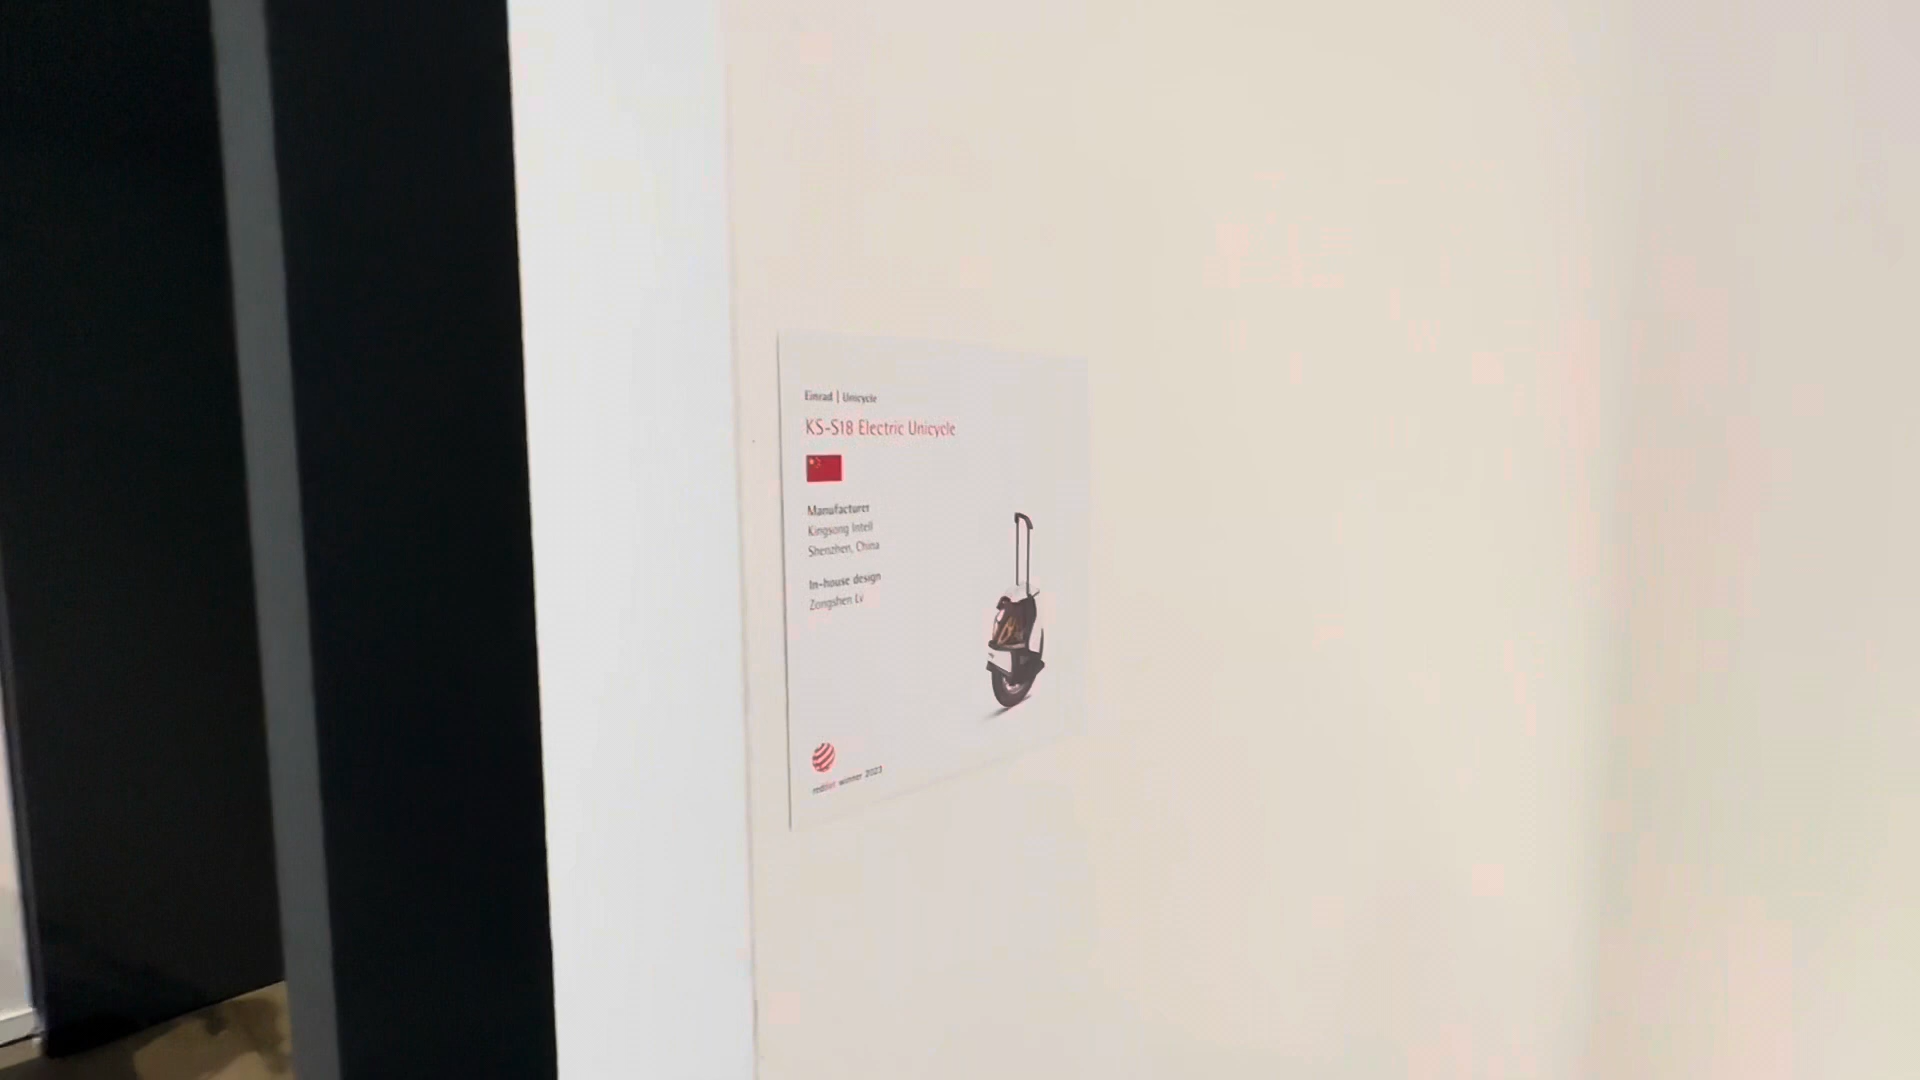 Einrad | Unicycle
KS-S18 Electric Unicycle
Manufacturer
Kingsong Intell
Shenzhen, China
In-house design
Zongshen Lv
reddot winner 2023